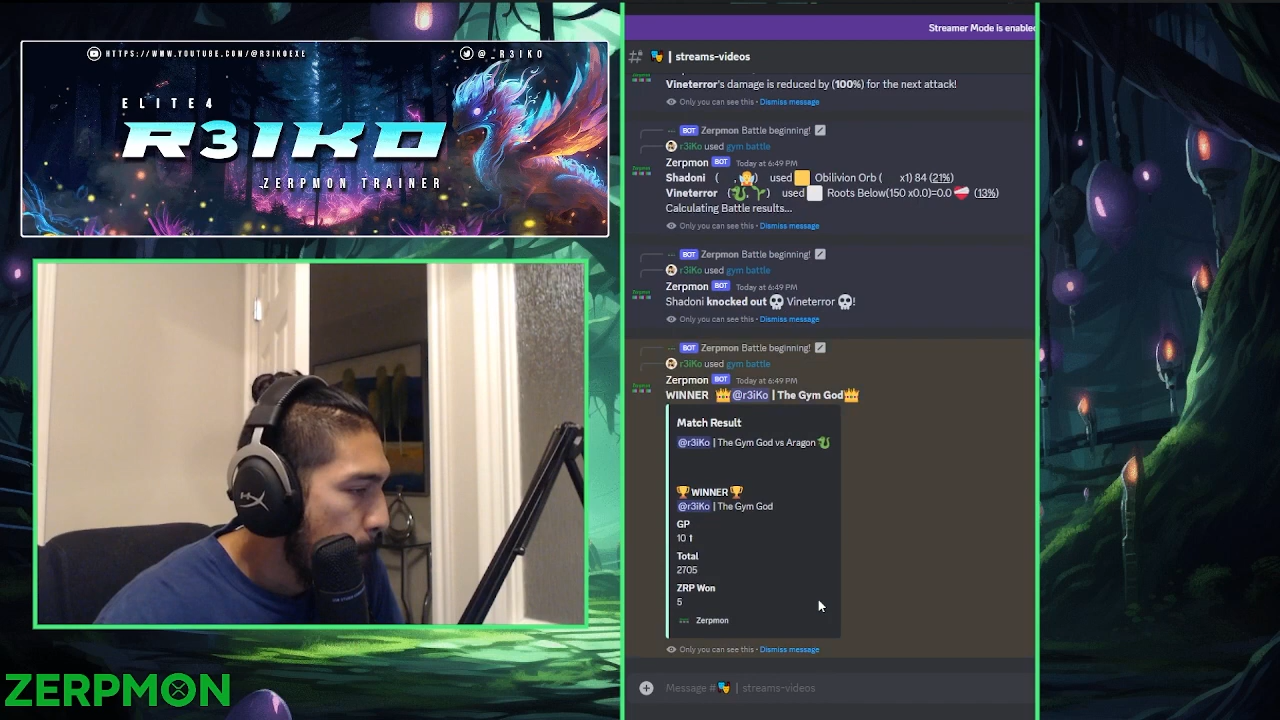 HTTPS://WWW.YOUTUBE.COM/@R3IKOEXE
@_R3IKO
ELITE4
R3IKO
ZERPMON TRAINER
HX
ZERPMON
Streamer Mode is enabled
# | streams-videos
Vineterror's damage is reduced by (100%) for the next attack!
Only you can see this • Dismiss message
BOT Zerpmon Battle beginning!
r3iKo used gym battle
Zerpmon BOT Today at 6:49 PM
Shadoni ( , ) used Oblivion Orb ( x1) 84 (21%)
Vineterror ( , ) used Roots Below(150 x0.0)=0.0 (13%)
Calculating Battle results...
Only you can see this • Dismiss message
BOT Zerpmon Battle beginning!
r3iKo used gym battle
Zerpmon BOT Today at 6:49 PM
Shadoni knocked out Vineterror !
Only you can see this • Dismiss message
BOT Zerpmon Battle beginning!
r3iKo used gym battle
Zerpmon BOT Today at 6:49 PM
WINNER @r3iKo | The Gym God
Match Result
@r3iKo | The Gym God vs Aragon
WINNER
@r3iKo | The Gym God
GP
10 ⬆
Total
2705
ZRP Won
5
Zerpmon
Only you can see this • Dismiss message
Message # | streams-videos